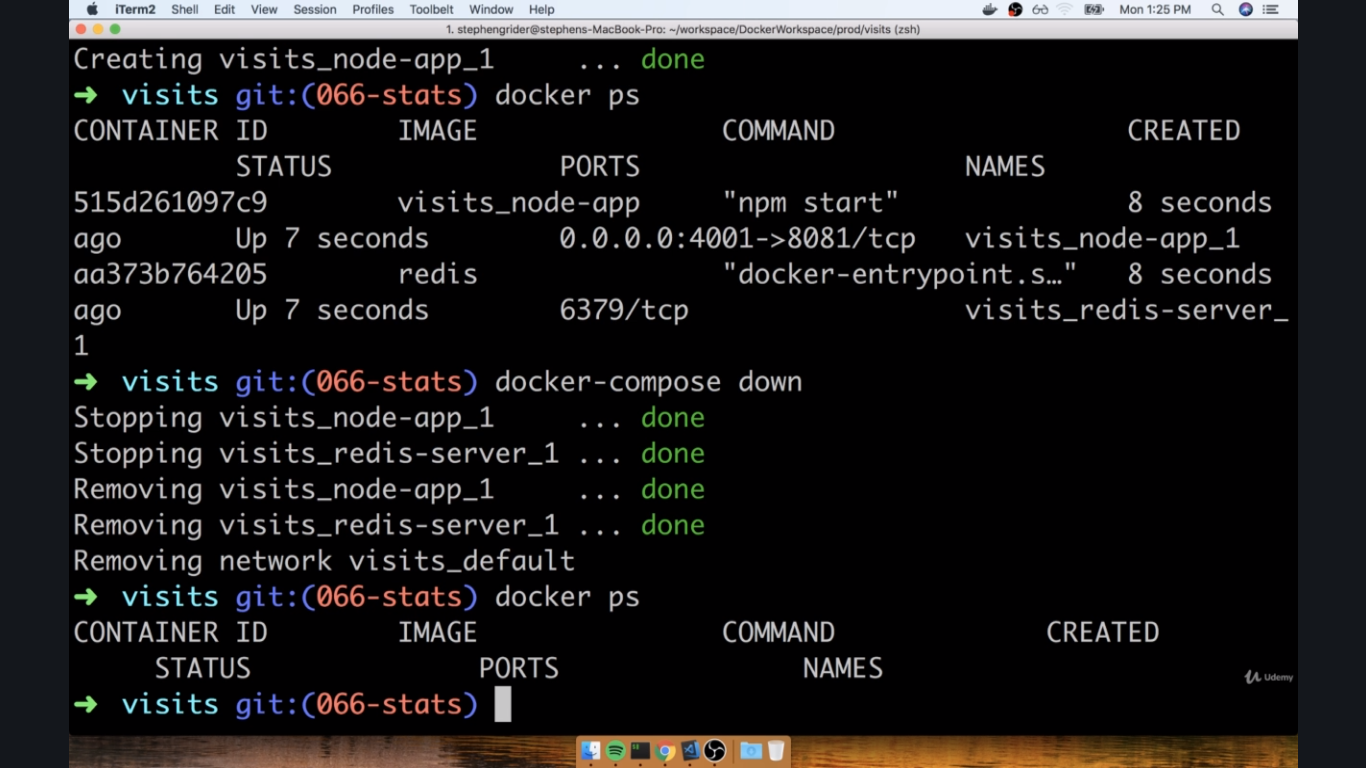 iTerm2 Shell Edit View Session Profiles Toolbelt Window Help Mon 1:25 PM
1. stephengrider@stephens-MacBook-Pro: ~/workspace/DockerWorkspace/prod/visits (zsh)
Creating visits_node-app_1 ... done
➜ visits git:(066-stats) docker ps
CONTAINER ID IMAGE COMMAND CREATED
STATUS PORTS NAMES
515d261097c9 visits_node-app "npm start" 8 seconds
ago Up 7 seconds 0.0.0.0:4001->8081/tcp visits_node-app_1
aa373b764205 redis "docker-entrypoint.s…" 8 seconds
ago Up 7 seconds 6379/tcp visits_redis-server_
1
➜ visits git:(066-stats) docker-compose down
Stopping visits_node-app_1 ... done
Stopping visits_redis-server_1 ... done
Removing visits_node-app_1 ... done
Removing visits_redis-server_1 ... done
Removing network visits_default
➜ visits git:(066-stats) docker ps
CONTAINER ID IMAGE COMMAND CREATED
STATUS PORTS NAMES
➜ visits git:(066-stats)
Udemy